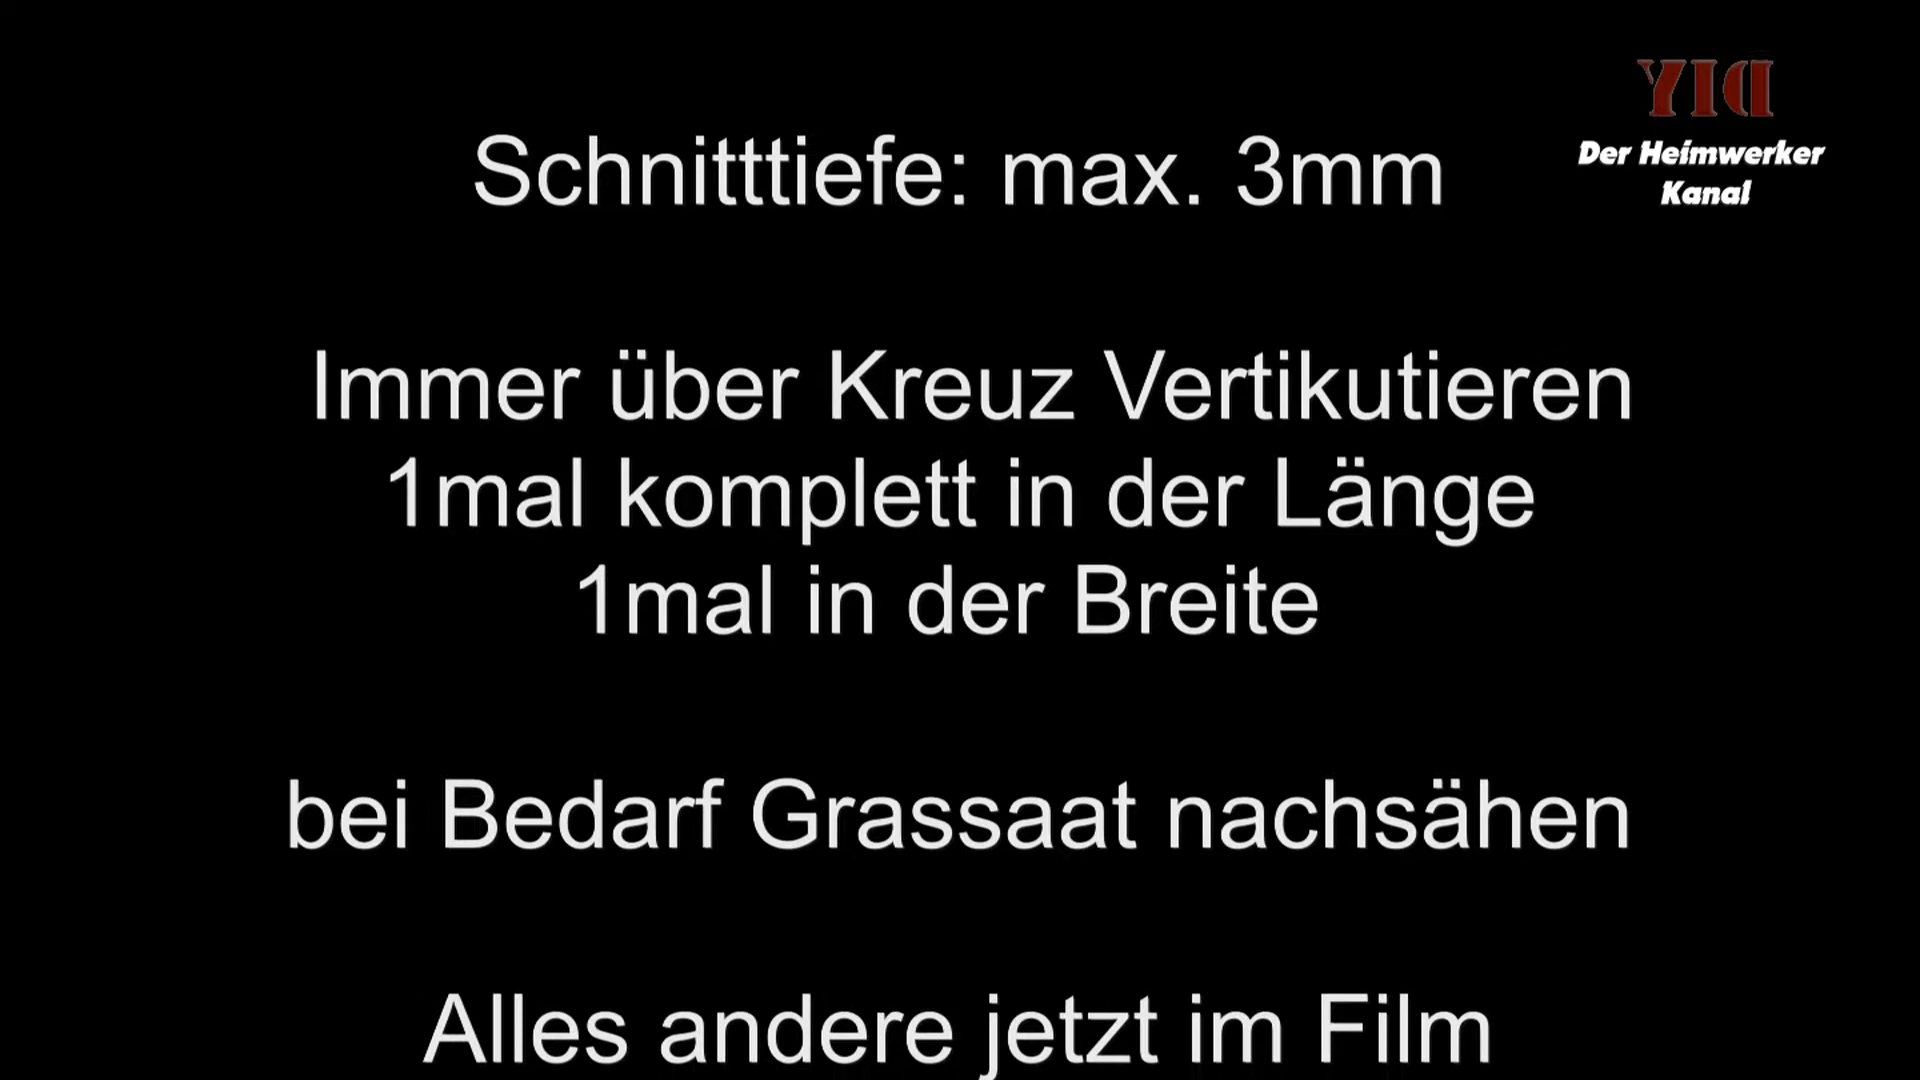 Schnitttiefe: max. 3mm
DIY
Der Heimwerker
Kanal
Immer über Kreuz Vertikutieren
1mal komplett in der Länge
1mal in der Breite
bei Bedarf Grassaat nachsähen
Alles andere jetzt im Film